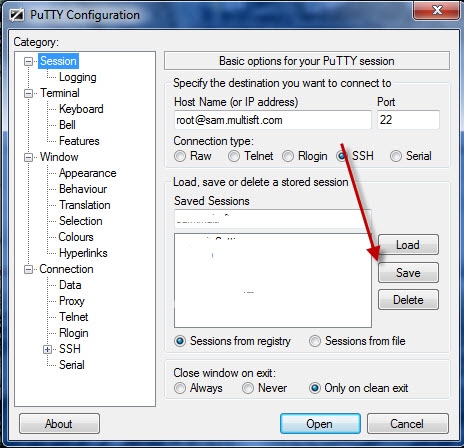 PuTTY Configuration
Category:
Session
Logging
Terminal
Keyboard
Bell
Features
Window
Appearance
Behaviour
Translation
Selection
Colours
Hyperlinks
Connection
Data
Proxy
Telnet
Rlogin
SSH
Serial
Basic options for your PuTTY session
Specify the destination you want to connect to
Host Name (or IP address) Port
root@sam.multisft.com 22
Connection type:
Raw Telnet Rlogin SSH Serial
Load, save or delete a stored session
Saved Sessions
Load
Save
Delete
Sessions from registry Sessions from file
Close window on exit:
Always Never Only on clean exit
About Open Cancel